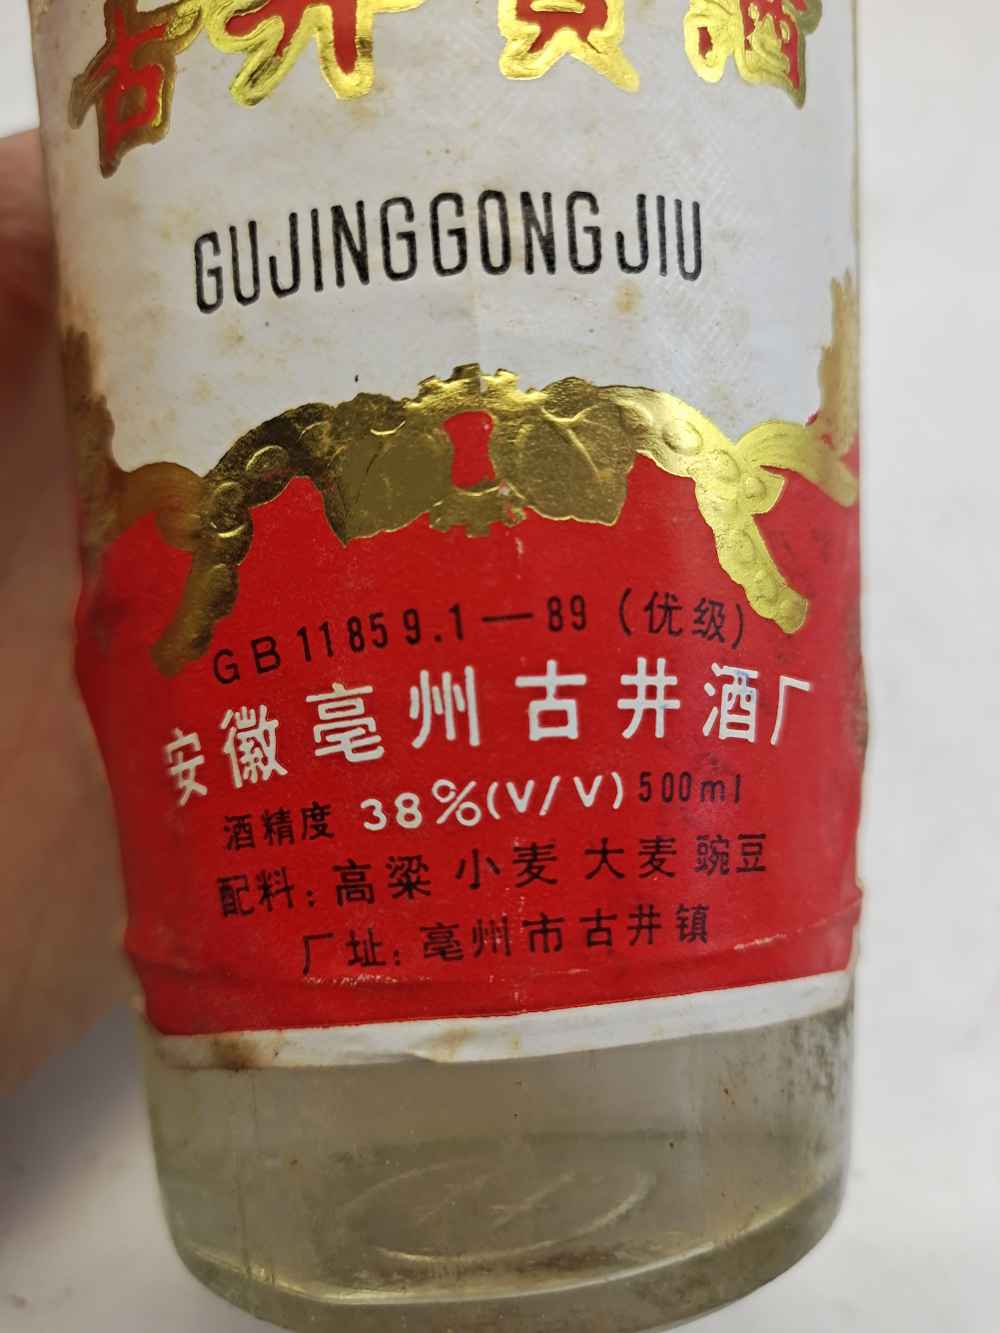 古井贡酒
GUJINGGONGJIU
GB11859.1—89（优级）
安徽亳州古井酒厂
酒精度 38%(V/V) 500ml
配料：高粱 小麦 大麦 豌豆
厂址：亳州市古井镇